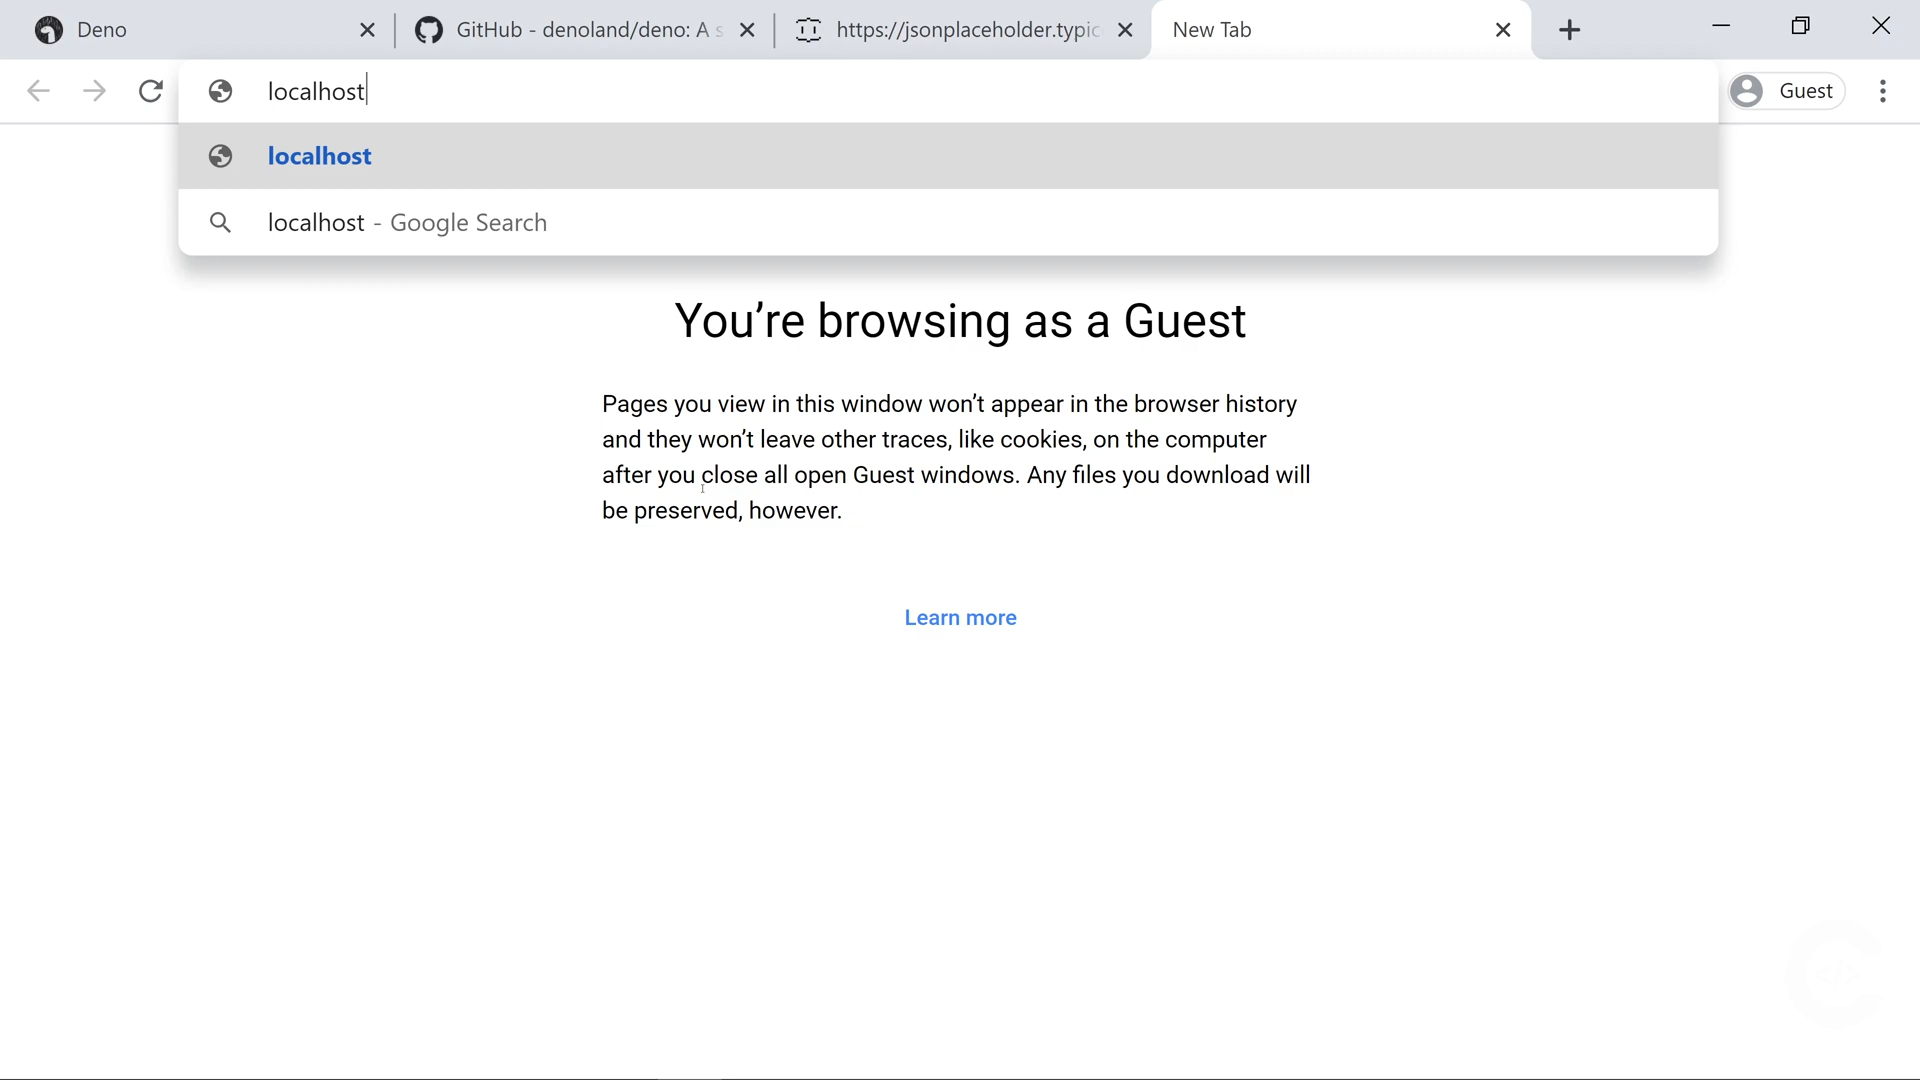 Deno
GitHub - denoland/deno: A s
https://jsonplaceholder.typic
New Tab
localhost
Guest
localhost
localhost - Google Search
You’re browsing as a Guest
Pages you view in this window won’t appear in the browser history
and they won’t leave other traces, like cookies, on the computer
after you close all open Guest windows. Any files you download will
be preserved, however.
Learn more